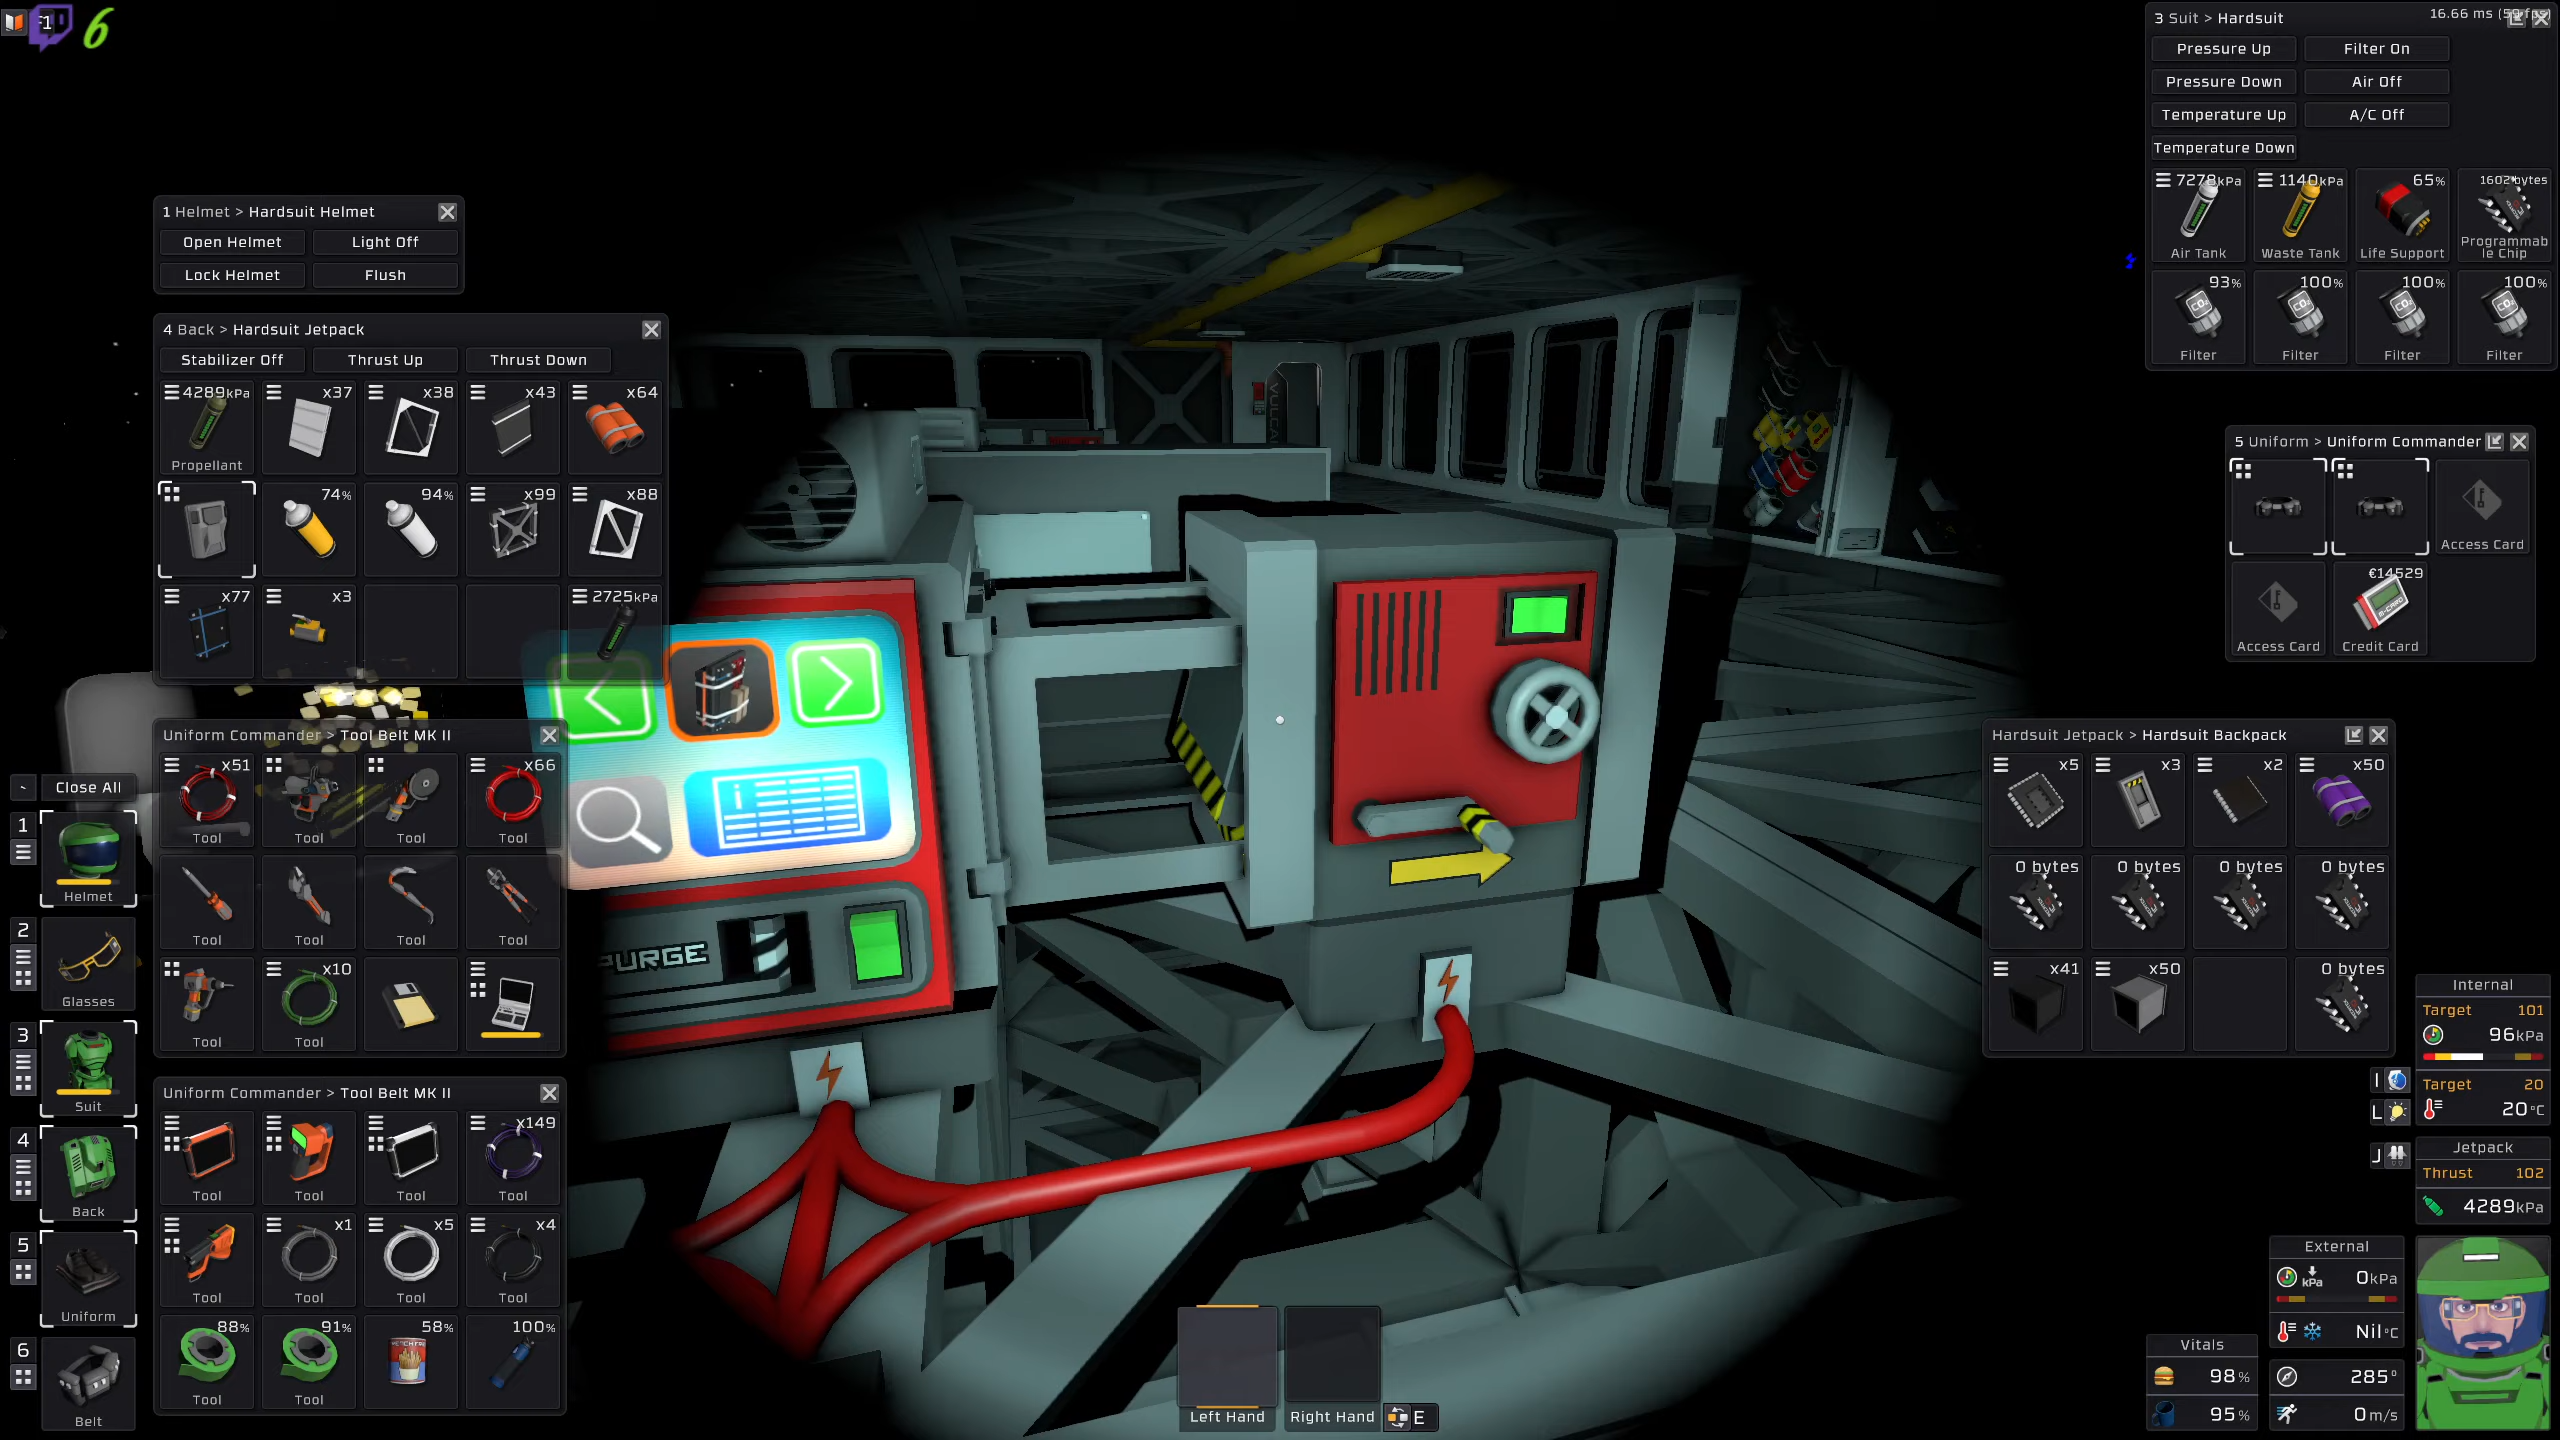 F1
6
16.66 ms
3 Suit > Hardsuit
Pressure Up
Filter On
Pressure Down
Air Off
Temperature Up
A/C Off
Temperature Down
7278kPa
1140kPa
65%
1602 bytes
Air Tank
Waste Tank
Life Support
Programmab
le Chip
93%
100%
100%
100%
Filter
Filter
Filter
Filter
1 Helmet > Hardsuit Helmet
Open Helmet
Light Off
Lock Helmet
Flush
4 Back > Hardsuit Jetpack
Stabilizer Off
Thrust Up
Thrust Down
4289kPa
x37
x38
x43
x64
Propellant
74%
94%
x99
x88
x77
x3
2725kPa
5 Uniform > Uniform Commander
Access Card
€14529
Access Card
Credit Card
Uniform Commander > Tool Belt MK II
x51
x66
Tool
Tool
Tool
Tool
Tool
Tool
Tool
Tool
x10
Tool
Tool
Uniform Commander > Tool Belt MK II
x149
Tool
Tool
Tool
Tool
x1
x5
x4
Tool
Tool
Tool
Tool
88%
91%
58%
100%
Tool
Tool
~
Close All
1
Helmet
2
Glasses
3
Suit
4
Back
5
Uniform
6
Belt
PURGE
Hardsuit Jetpack > Hardsuit Backpack
x5
x3
x2
x50
0 bytes
0 bytes
0 bytes
0 bytes
x41
x50
0 bytes
Internal
Target 101
96kPa
Target 20
20°C
I
L
J
Jetpack
Thrust 102
4289kPa
External
kPa
0kPa
Nil°C
Vitals
98%
95%
285°
0m/s
Left Hand
Right Hand
E